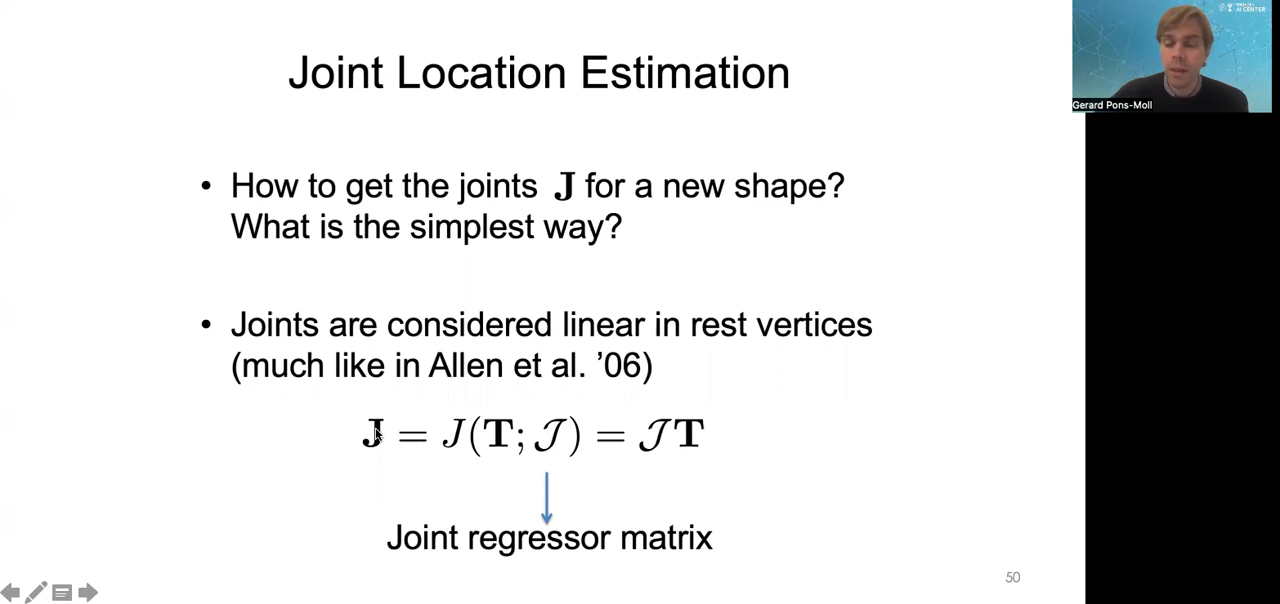 AI CENTER
Gerard Pons-Moll
Joint Location Estimation
• How to get the joints J for a new shape?
What is the simplest way?
• Joints are considered linear in rest vertices
(much like in Allen et al. ’06)
J = J(T; 𝒥) = 𝒥T
Joint regressor matrix
50